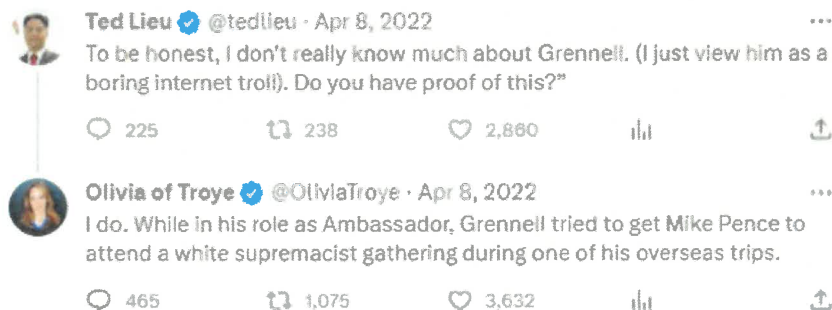 Ted Lieu @tedlieu · Apr 8, 2022
To be honest, I don't really know much about Grennell. (I just view him as a
boring internet troll). Do you have proof of this?"
225 238 2,860
Olivia of Troye @OliviaTroye · Apr 8, 2022
I do. While in his role as Ambassador, Grennell tried to get Mike Pence to
attend a white supremacist gathering during one of his overseas trips.
465 1,075 3,632